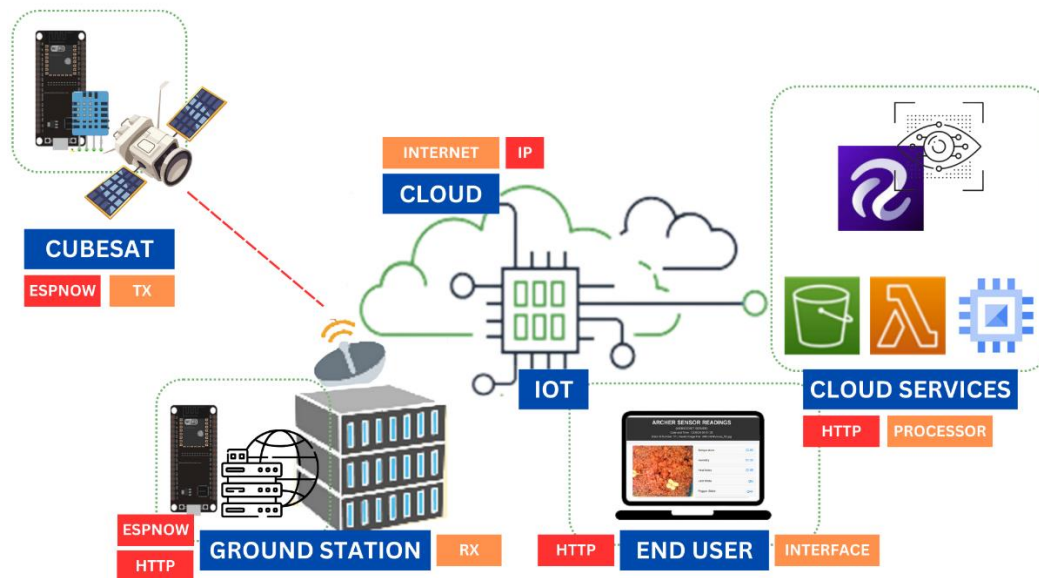 INTERNET
IP
CLOUD
CUBESAT
ESPNOW
TX
IOT
CLOUD SERVICES
HTTP
PROCESSOR
ARCHER SENSOR READINGS
ESPNOW
HTTP
GROUND STATION
RX
HTTP
END USER
INTERFACE